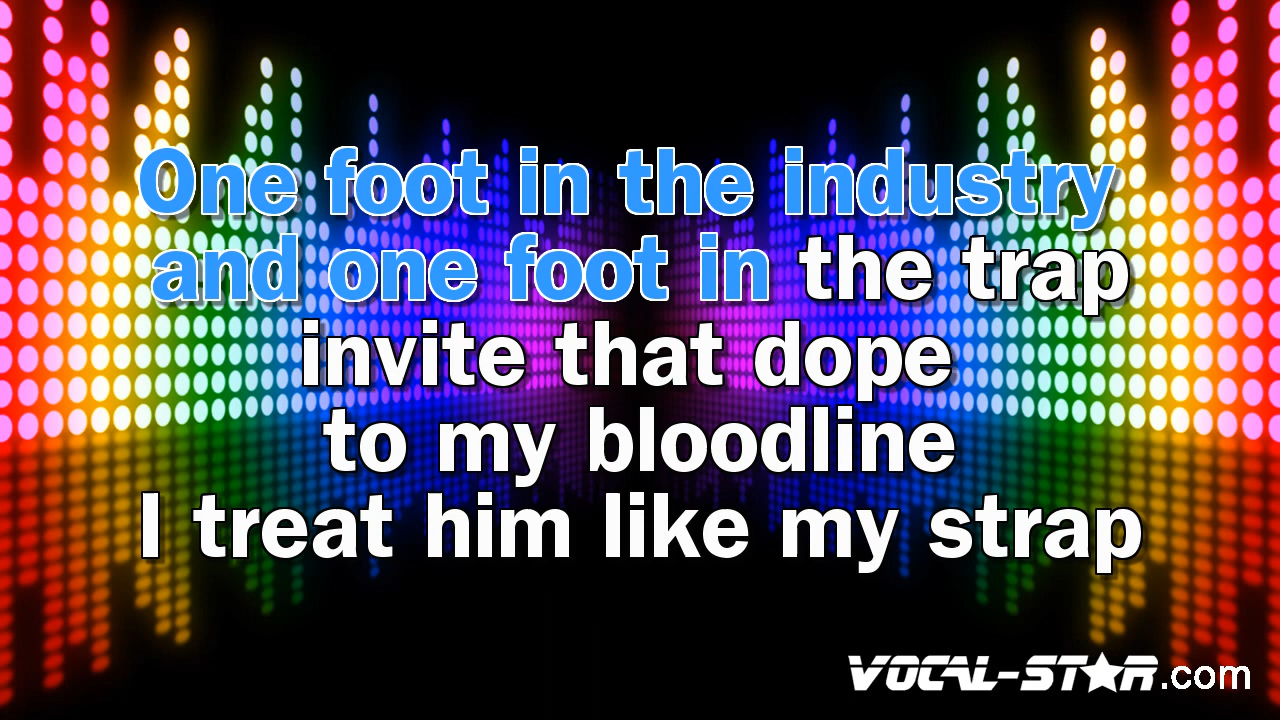 One foot in the industry
and one foot in the trap
invite that dope
to my bloodline
I treat him like my strap
VOCAL-STAR.com